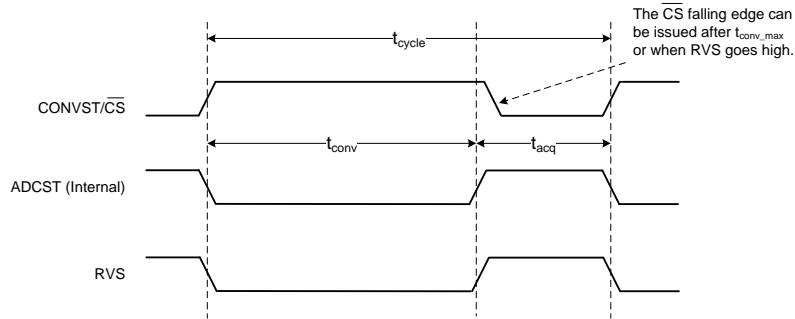 The CS falling edge can
be issued after tconv_max
or when RVS goes high.
tcycle
CONVST/CS
tconv
tacq
ADCST (Internal)
RVS